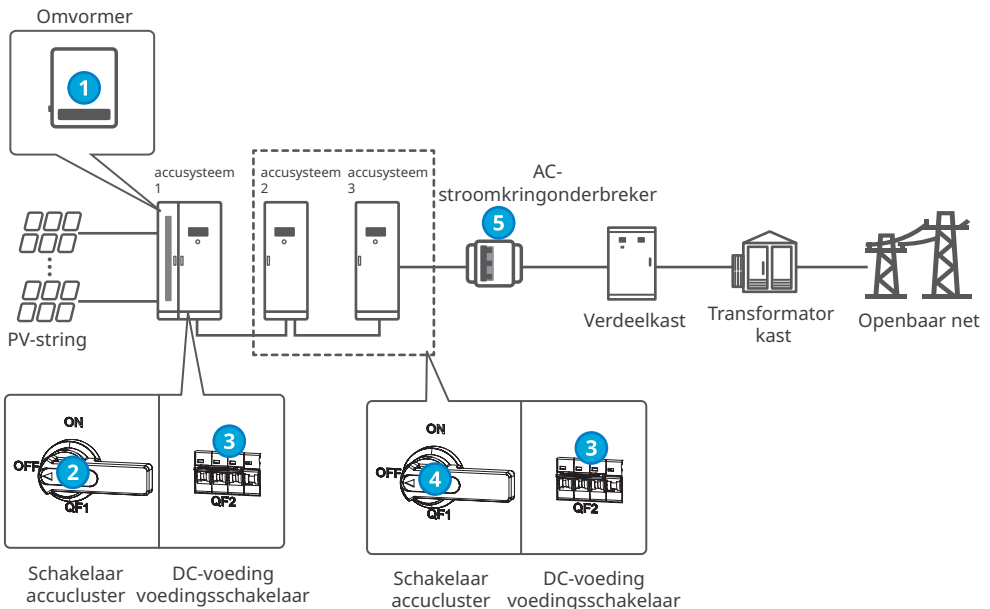 Omvormer
1
accusysteem
1
accusysteem
2
accusysteem
3
AC-
stroomkringonderbreker
5
PV-string
Verdeelkast
Transformator
kast
Openbaar net
ON
OFF
2
QF1
3
QF2
ON
OFF
4
QF1
3
QF2
Schakelaar
accucluster
DC-voeding
voedingsschakelaar
Schakelaar
accucluster
DC-voeding
voedingsschakelaar